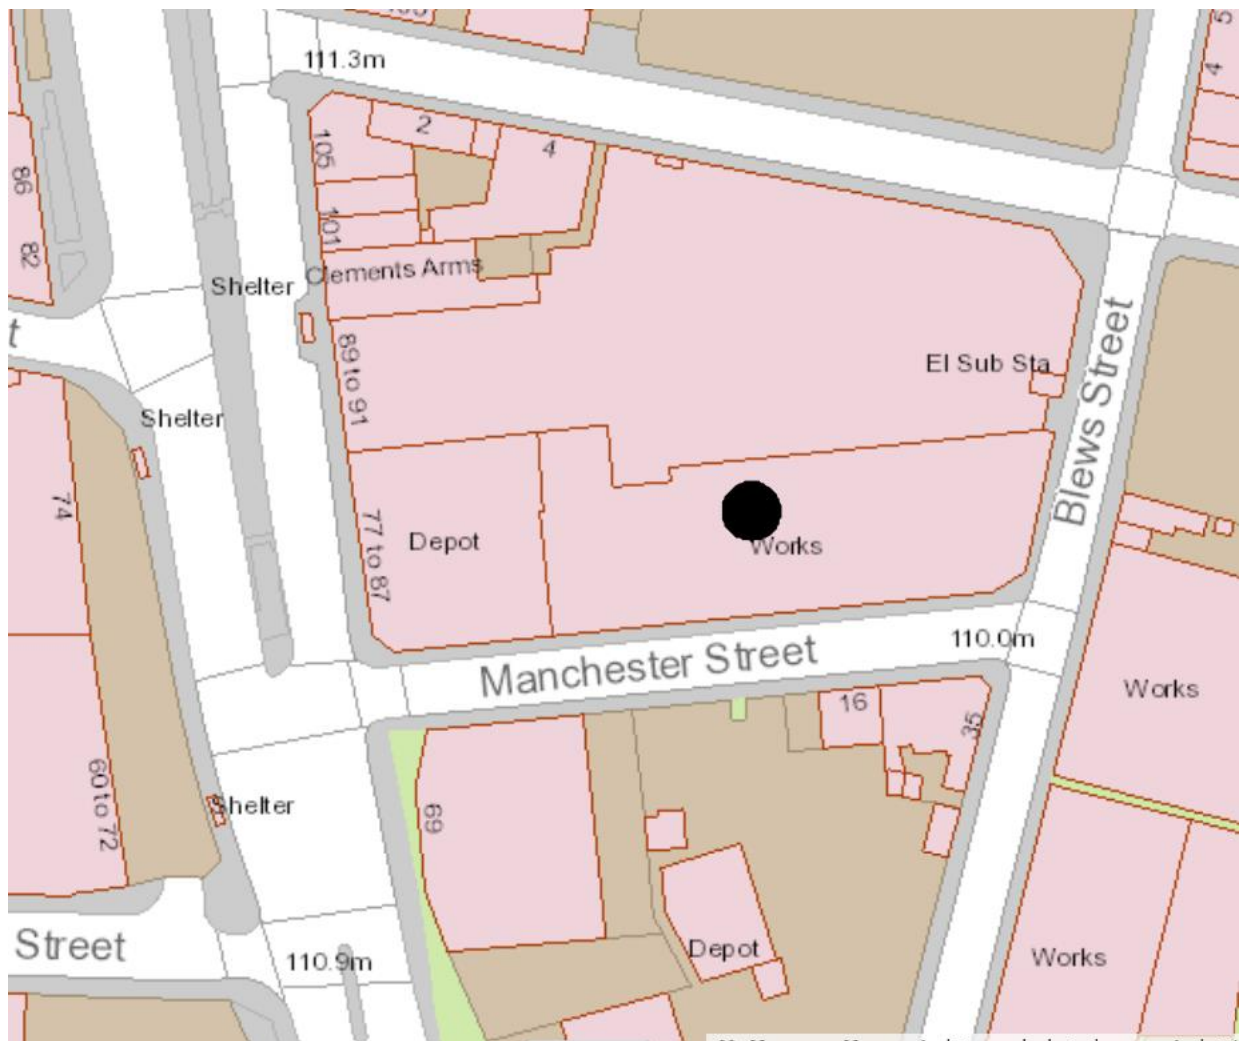 111.3m
5
4
2
4
105
86
101
82
Clements Arms
Shelter
t
89 to 91
El Sub Sta
Blews Street
Shelter
74
77 to 87
Depot
Works
Manchester Street
110.0m
Works
16
35
60 to 72
Shelter
69
Street
110.9m
Depot
Works